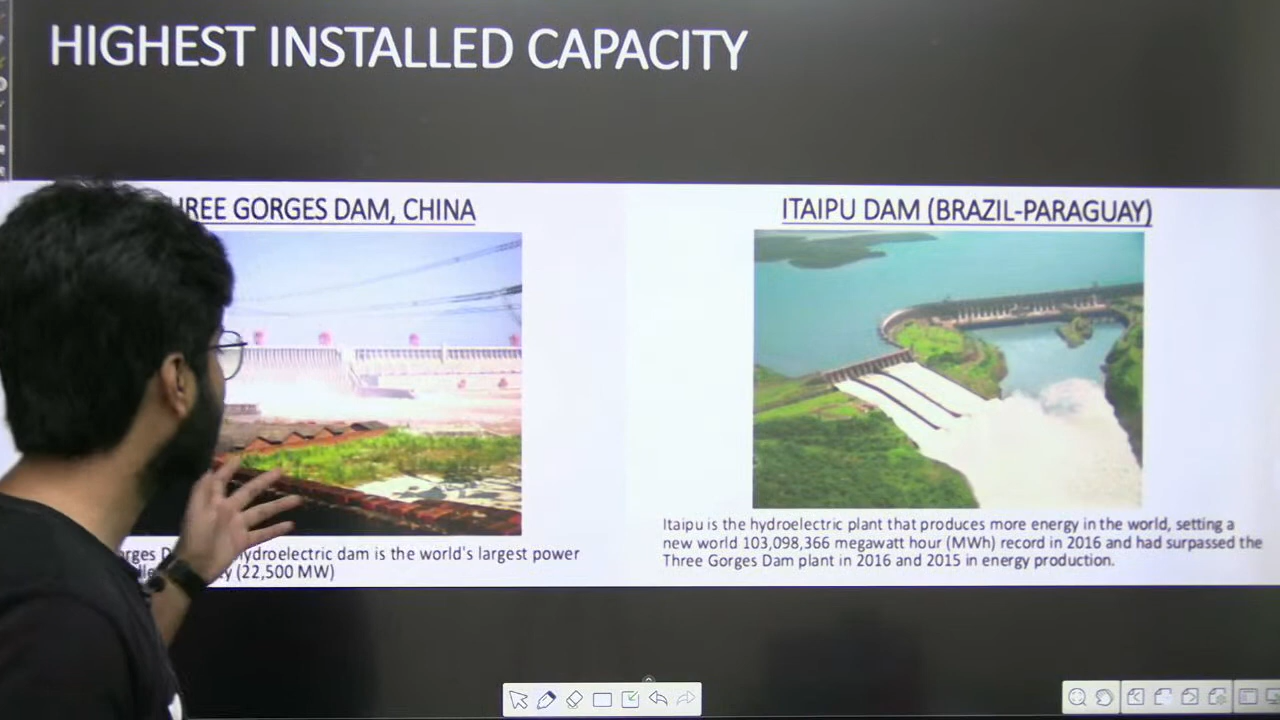 HIGHEST INSTALLED CAPACITY
HREE GORGES DAM, CHINA
ITAIPU DAM (BRAZIL-PARAGUAY)
hydroelectric dam is the world's largest power
(22,500 MW)
Itaipu is the hydroelectric plant that produces more energy in the world, setting a
new world 103,098,366 megawatt hour (MWh) record in 2016 and had surpassed the
Three Gorges Dam plant in 2016 and 2015 in energy production.